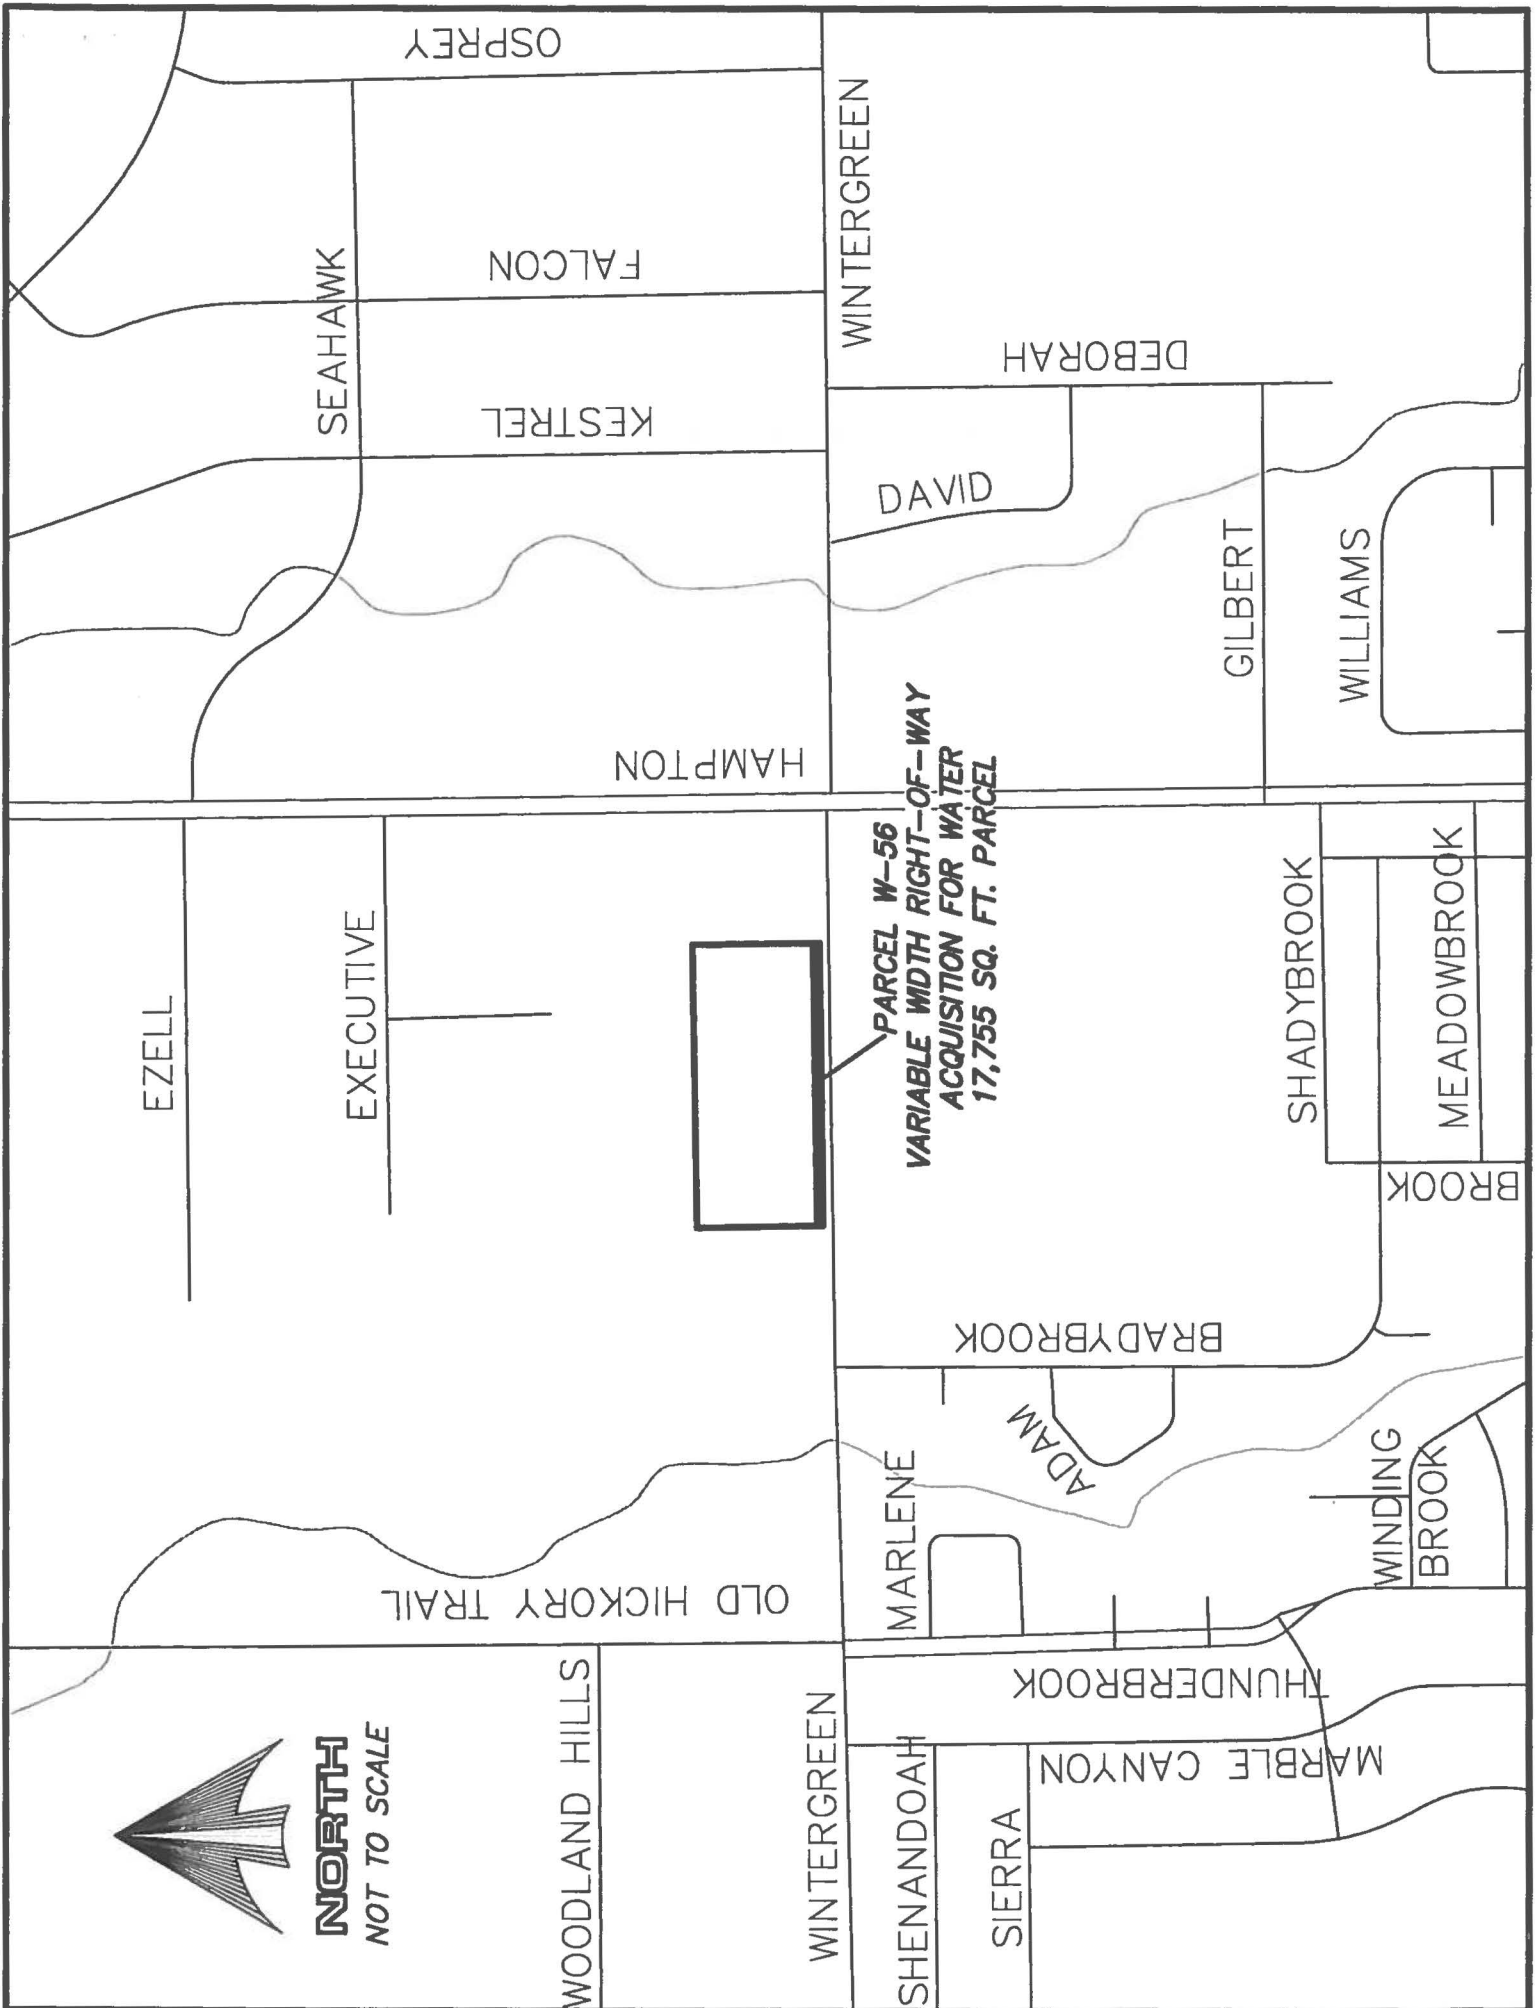 OSPREY
SEAHAWK
FALCON
KESTREL
WINTERGREEN
DEBORAH
DAVID
GILBERT
WILLIAMS
HAMPTON
EZELL
EXECUTIVE
PARCEL W-56
VARIABLE WIDTH RIGHT-OF-WAY
ACQUISITION FOR WATER
17,755 SQ. FT. PARCEL
SHADYBROOK
MEADOWBROOK
BROOK
BRADYBROOK
ADAM
MARLENE
WINDING
BROOK
OLD HICKORY TRAIL
THUNDERBROOK
MARBLE CANYON
WOODLAND HILLS
WINTERGREEN
SHENANDOAH
SIERRA
NORTH
NOT TO SCALE